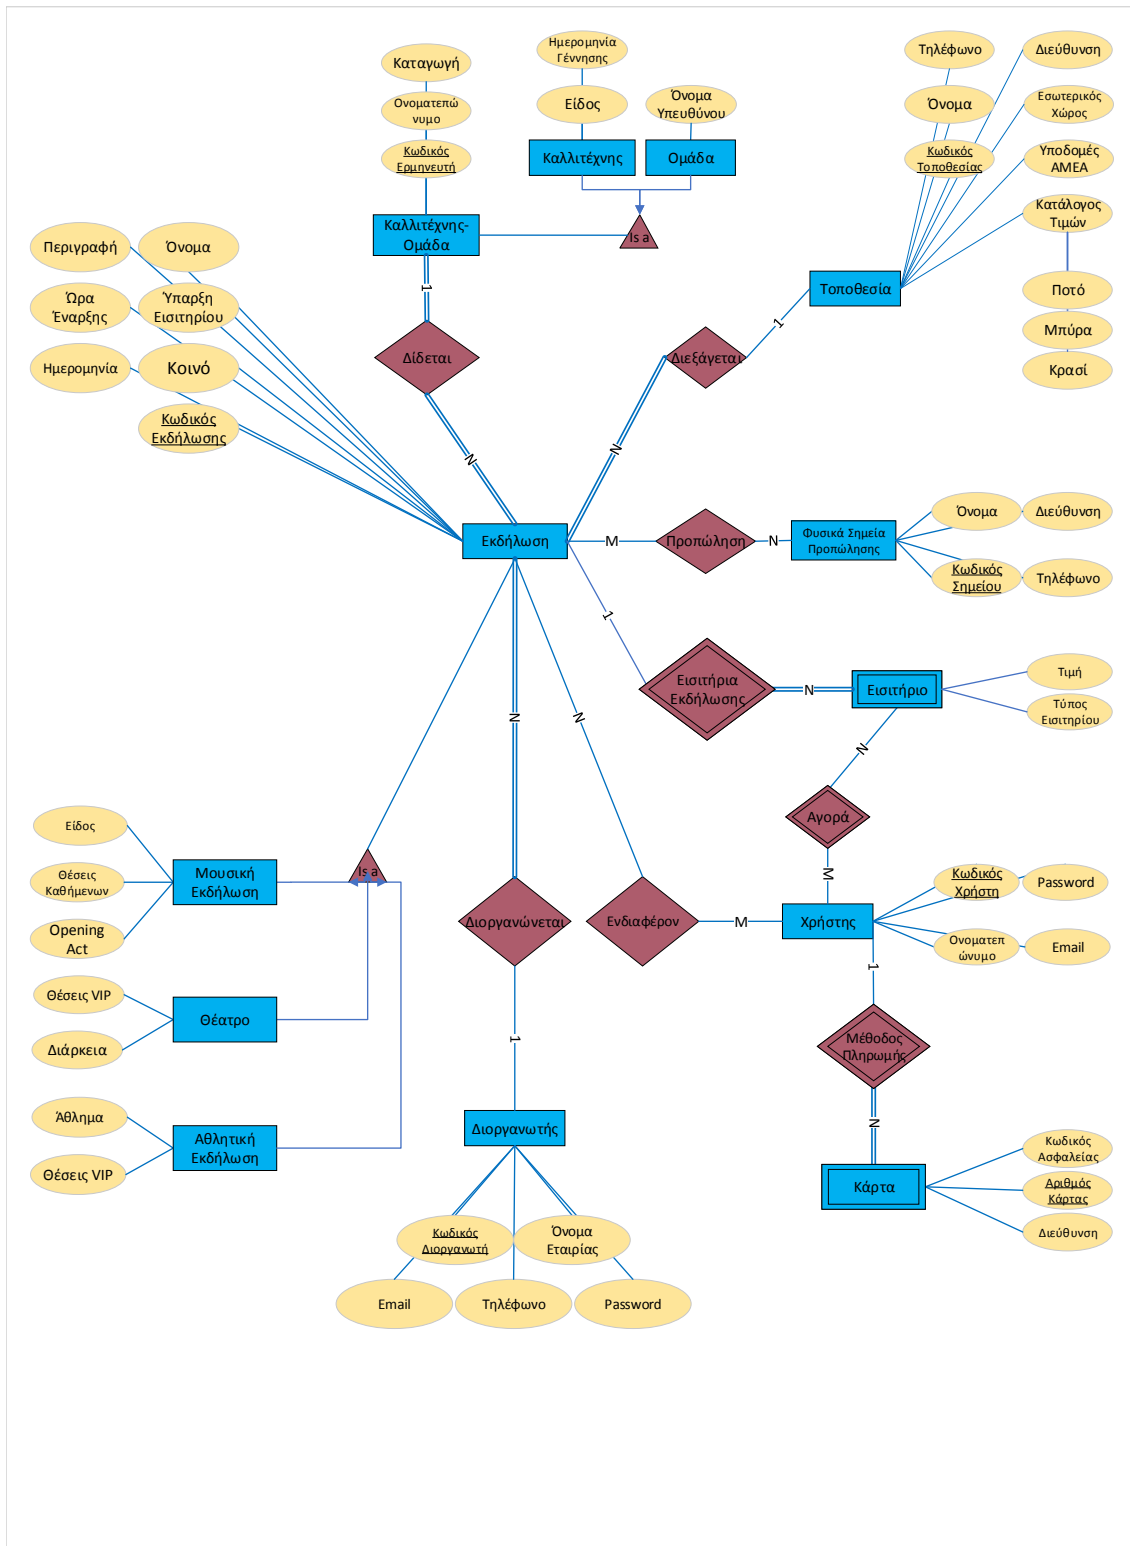 Καταγωγή
Ονοματεπώ
νυμο
Κωδικός
Ερμηνευτή
Καλλιτέχνης-
Ομάδα
Ημερομηνία
Γέννησης
Είδος
Όνομα
Υπευθύνου
Καλλιτέχνης
Ομάδα
Is a
Τηλέφωνο
Διεύθυνση
Όνομα
Εσωτερικός
Χώρος
Κωδικός
Τοποθεσίας
Υποδομές
ΑΜΕΑ
Κατάλογος
Τιμών
Ποτό
Μπύρα
Κρασί
Τοποθεσία
1
Διεξάγεται
N
Περιγραφή
Όνομα
Ώρα
Έναρξης
Ύπαρξη
Εισιτηρίου
Ημερομηνία
Κοινό
Κωδικός
Εκδήλωσης
1
Δίδεται
N
Εκδήλωση
M
Προπώληση
N
Φυσικά Σημεία
Προπώλησης
Όνομα
Διεύθυνση
Κωδικός
Σημείου
Τηλέφωνο
1
Εισιτήρια
Εκδήλωσης
N
Εισιτήριο
Τιμή
Τύπος
Εισιτηρίου
N
Αγορά
M
N
N
Είδος
Θέσεις
Καθήμενων
Opening
Act
Μουσική
Εκδήλωση
Is a
Θέσεις VIP
Διάρκεια
Θέατρο
Άθλημα
Θέσεις VIP
Αθλητική
Εκδήλωση
Διοργανώνεται
1
Ενδιαφέρον
M
Χρήστης
Κωδικός
Χρήστη
Password
Ονοματεπ
ώνυμο
Email
1
Μέθοδος
Πληρωμής
N
Κάρτα
Κωδικός
Ασφαλείας
Αριθμός
Κάρτας
Διεύθυνση
Διοργανωτής
Κωδικός
Διοργανωτή
Όνομα
Εταιρίας
Email
Τηλέφωνο
Password